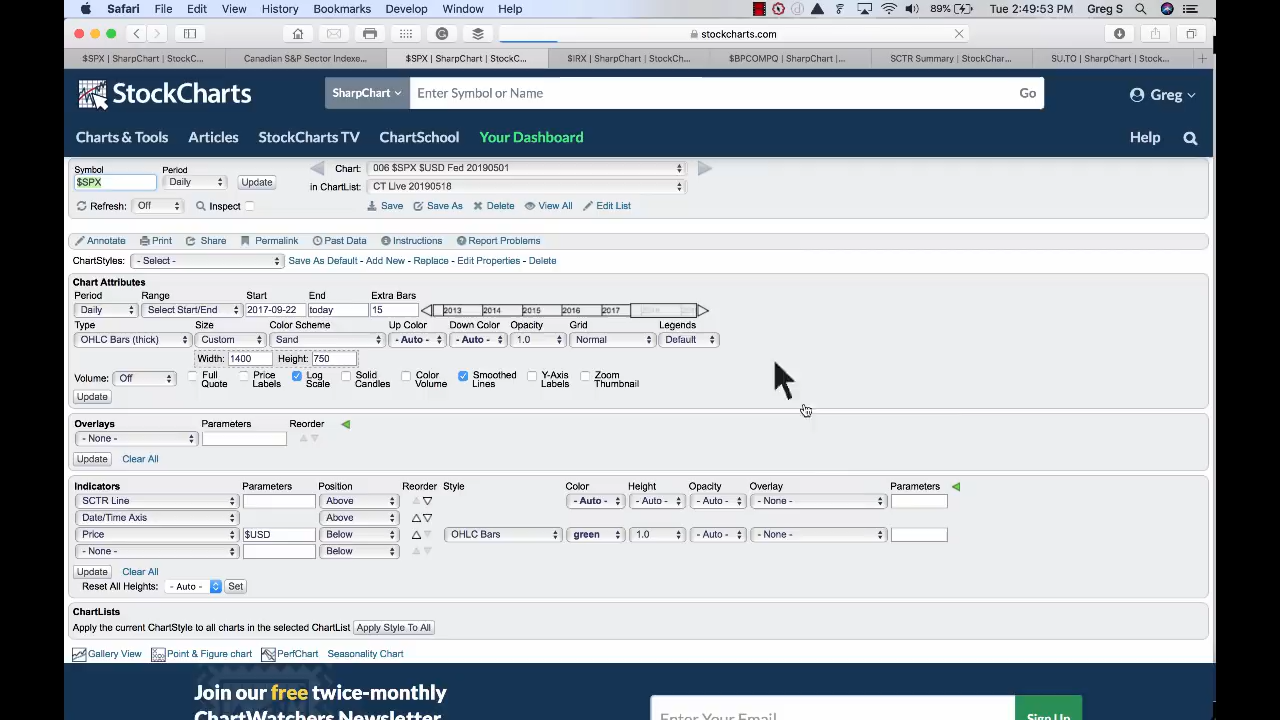 Safari File Edit View History Bookmarks Develop Window Help 89% Tue 2:49:53 PM Greg S
stockcharts.com
$SPX | SharpChart | StockC... Canadian S&P Sector Indexe... $SPX | SharpChart | StockC... $IRX | SharpChart | StockCh... $BPCOMPQ | SharpChart |... SCTR Summary | StockChar... SU.TO | SharpChart | StockC...
StockCharts SharpChart Enter Symbol or Name Go Greg
Charts & Tools Articles StockCharts TV ChartSchool Your Dashboard Help
Symbol Period Chart: 006 $SPX $USD Fed 20190501
$SPX Daily Update in ChartList: CT Live 20190518
Refresh: Off Inspect Save Save As Delete View All Edit List
Annotate Print Share Permalink Past Data Instructions Report Problems
ChartStyles: - Select - Save As Default - Add New - Replace - Edit Properties - Delete
Chart Attributes
Period Range Start End Extra Bars
Daily Select Start/End 2017-09-22 today 15 2013 2014 2015 2016 2017
Type Size Color Scheme Up Color Down Color Opacity Grid Legends
OHLC Bars (thick) Custom Sand - Auto - - Auto - 1.0 Normal Default
Width: 1400 Height: 750
Volume: Off Full Quote Price Labels Log Scale Solid Candles Color Volume Smoothed Lines Y-Axis Labels Zoom Thumbnail
Update
Overlays Parameters Reorder
- None -
Update Clear All
Indicators Parameters Position Reorder Style Color Height Opacity Overlay Parameters
SCTR Line Above - Auto - - Auto - - Auto - - None -
Date/Time Axis Above
Price $USD Below OHLC Bars green 1.0 - Auto - - None -
- None - Below
Update Clear All
Reset All Heights: - Auto - Set
ChartLists
Apply the current ChartStyle to all charts in the selected ChartList Apply Style To All
Gallery View Point & Figure chart PerfChart Seasonality Chart
Join our free twice-monthly
ChartWatchers Newsletter
Enter Your Email Sign Up